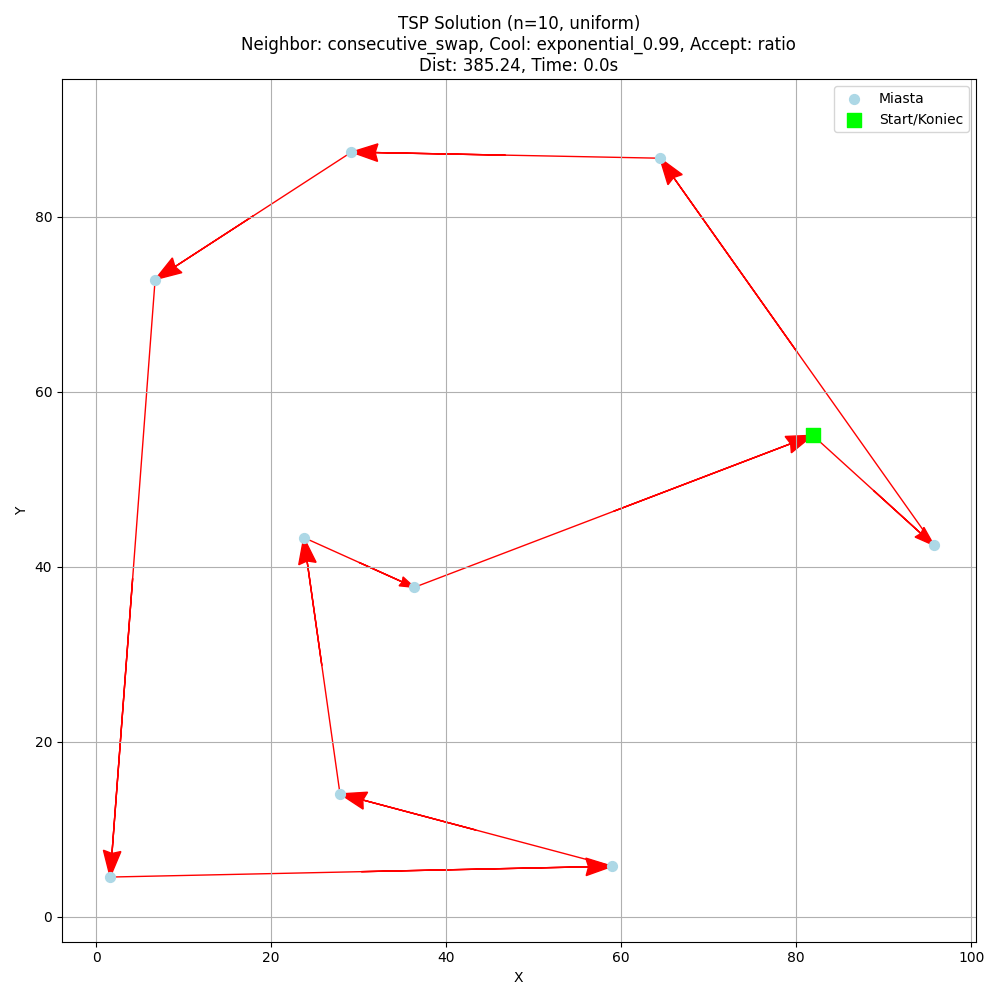 TSP Solution (n=10, uniform)
Neighbor: consecutive_swap, Cool: exponential_0.99, Accept: ratio
Dist: 385.24, Time: 0.0s
Miasta
Start/Koniec
80
60
40
20
0
Y
0 20 40 60 80 100
X